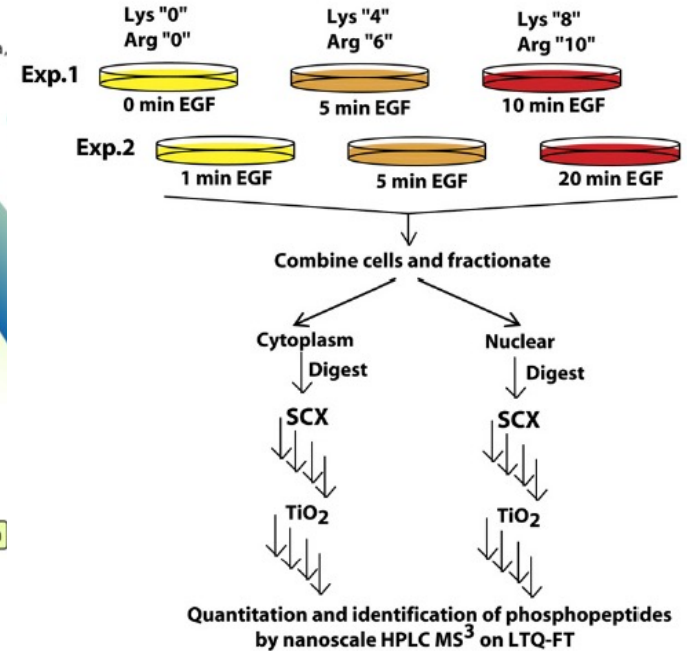 Lys "0" Lys "4" Lys "8"
Arg "0" Arg "6" Arg "10"
Exp.1
0 min EGF 5 min EGF 10 min EGF
Exp.2
1 min EGF 5 min EGF 20 min EGF
Combine cells and fractionate
Cytoplasm Nuclear
Digest Digest
SCX SCX
TiO2 TiO2
Quantitation and identification of phosphopeptides
by nanoscale HPLC MS3 on LTQ-FT